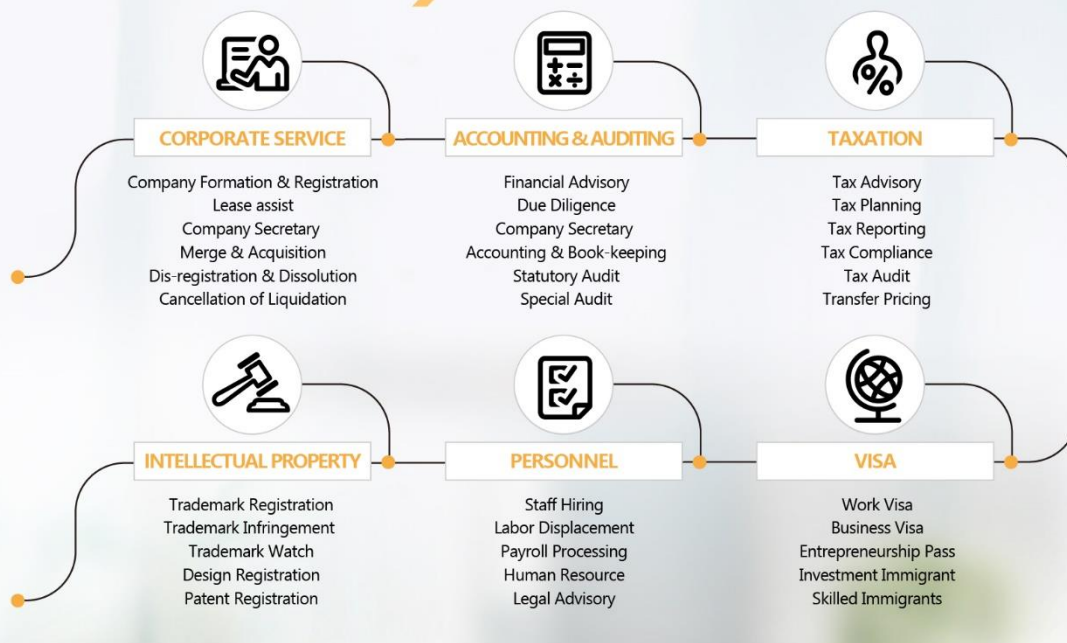 CORPORATE SERVICE
Company Formation & Registration
Lease assist
Company Secretary
Merge & Acquisition
Dis-registration & Dissolution
Cancellation of Liquidation
ACCOUNTING & AUDITING
Financial Advisory
Due Diligence
Company Secretary
Accounting & Book-keeping
Statutory Audit
Special Audit
TAXATION
Tax Advisory
Tax Planning
Tax Reporting
Tax Compliance
Tax Audit
Transfer Pricing
INTELLECTUAL PROPERTY
Trademark Registration
Trademark Infringement
Trademark Watch
Design Registration
Patent Registration
PERSONNEL
Staff Hiring
Labor Displacement
Payroll Processing
Human Resource
Legal Advisory
VISA
Work Visa
Business Visa
Entrepreneurship Pass
Investment Immigrant
Skilled Immigrants